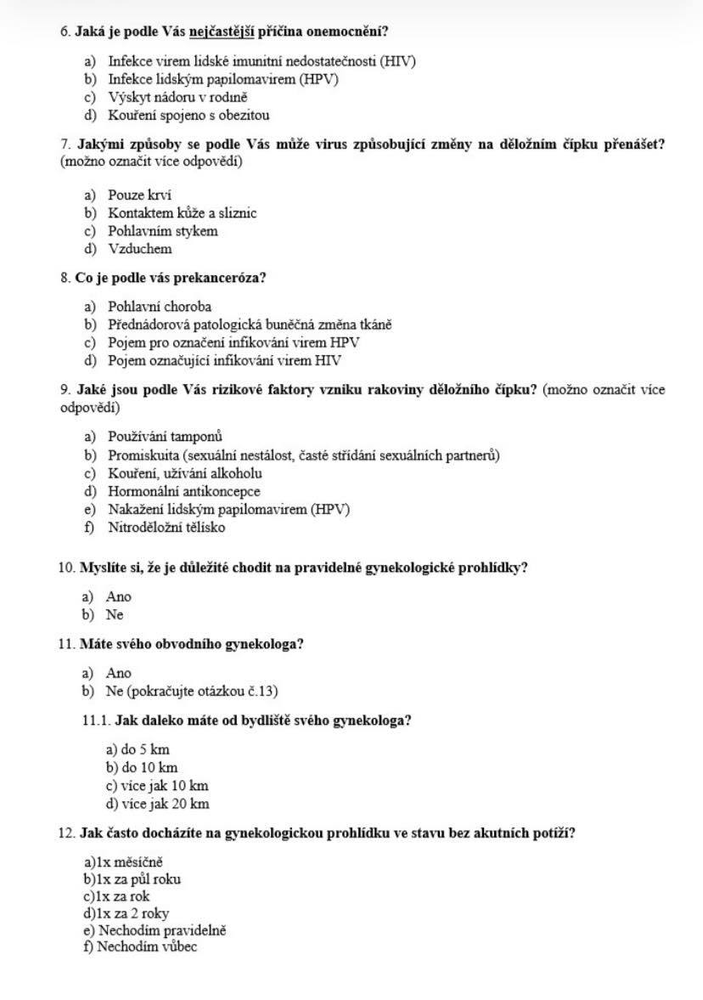 6. Jaká je podle Vás nejčastější příčina onemocnění?
a) Infekce virem lidské imunitní nedostatečnosti (HIV)
b) Infekce lidským papilomavirem (HPV)
c) Výskyt nádoru v rodině
d) Kouření spojeno s obezitou
7. Jakými způsoby se podle Vás může virus způsobující změny na děložním čípku přenášet?
(možno označit více odpovědí)
a) Pouze krví
b) Kontaktem kůže a sliznic
c) Pohlavním stykem
d) Vzduchem
8. Co je podle vás prekanceróza?
a) Pohlavní choroba
b) Přednádorová patologická buněčná změna tkáně
c) Pojem pro označení infikování virem HPV
d) Pojem označující infikování virem HIV
9. Jaké jsou podle Vás rizikové faktory vzniku rakoviny děložního čípku? (možno označit více
odpovědí)
a) Používání tamponů
b) Promiskuita (sexuální nestálost, časté střídání sexuálních partnerů)
c) Kouření, užívání alkoholu
d) Hormonální antikoncepce
e) Nakažení lidským papilomavirem (HPV)
f) Nitroděložní tělísko
10. Myslíte si, že je důležité chodit na pravidelné gynekologické prohlídky?
a) Ano
b) Ne
11. Máte svého obvodního gynekologa?
a) Ano
b) Ne (pokračujte otázkou č.13)
11.1. Jak daleko máte od bydliště svého gynekologa?
a) do 5 km
b) do 10 km
c) více jak 10 km
d) více jak 20 km
12. Jak často docházíte na gynekologickou prohlídku ve stavu bez akutních potíží?
a)1x měsíčně
b)1x za půl roku
c)1x za rok
d)1x za 2 roky
e) Nechodím pravidelně
f) Nechodím vůbec